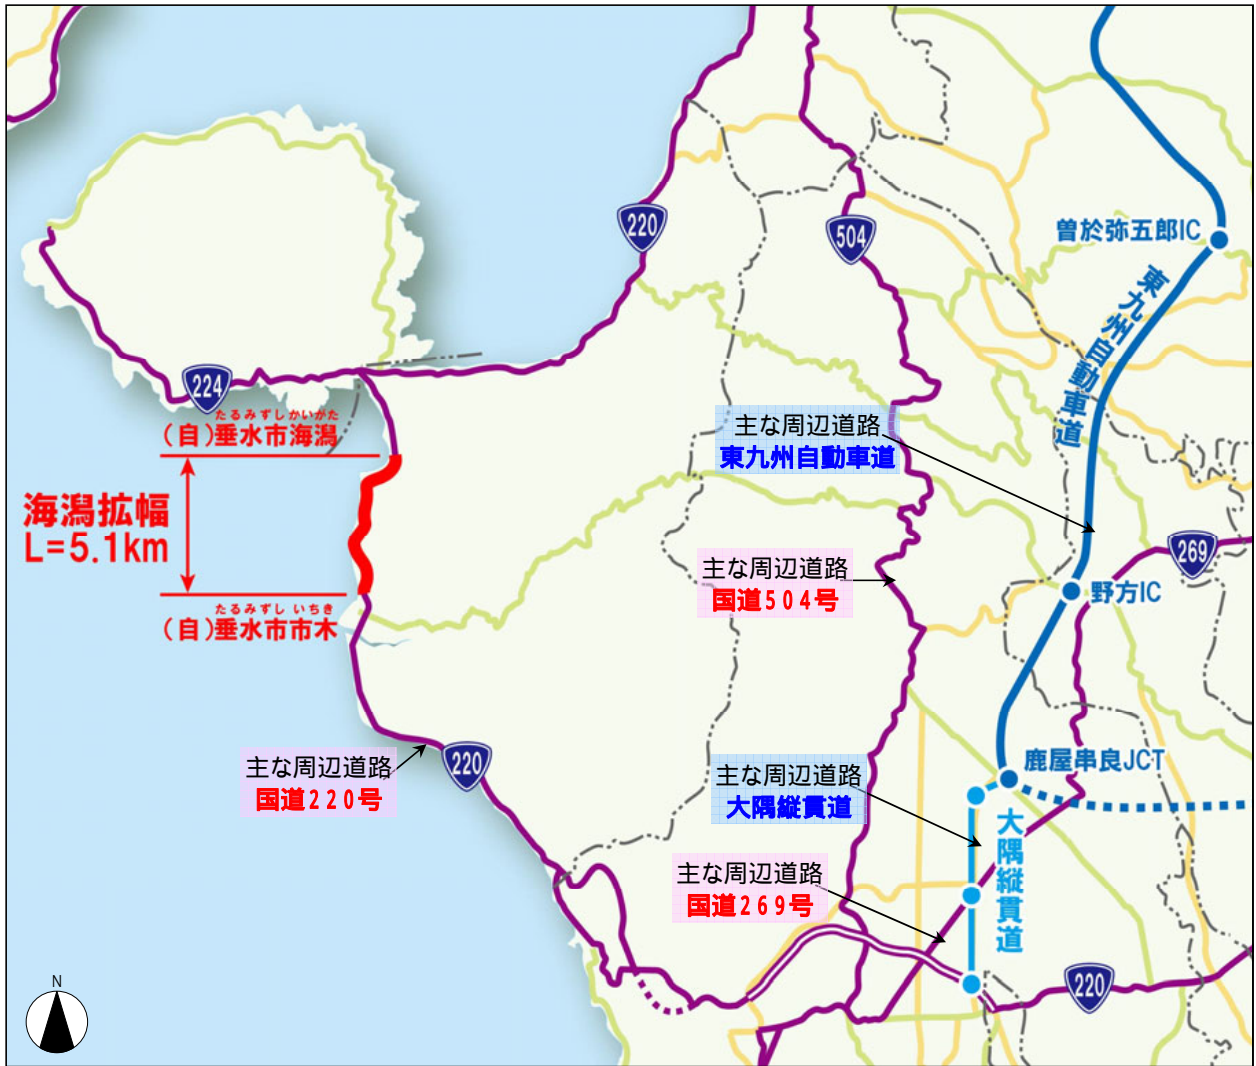 220
504
曽於弥五郎IC
東九州自動車道
224
たるみずしかいがた
（自）垂水市海潟
海潟拡幅
L=5.1km
たるみずし いちき
（自）垂水市市木
主な周辺道路
東九州自動車道
主な周辺道路
国道504号
269
野方IC
主な周辺道路
国道220号
220
主な周辺道路
大隅縦貫道
鹿屋串良JCT
大隅縦貫道
主な周辺道路
国道269号
220
N